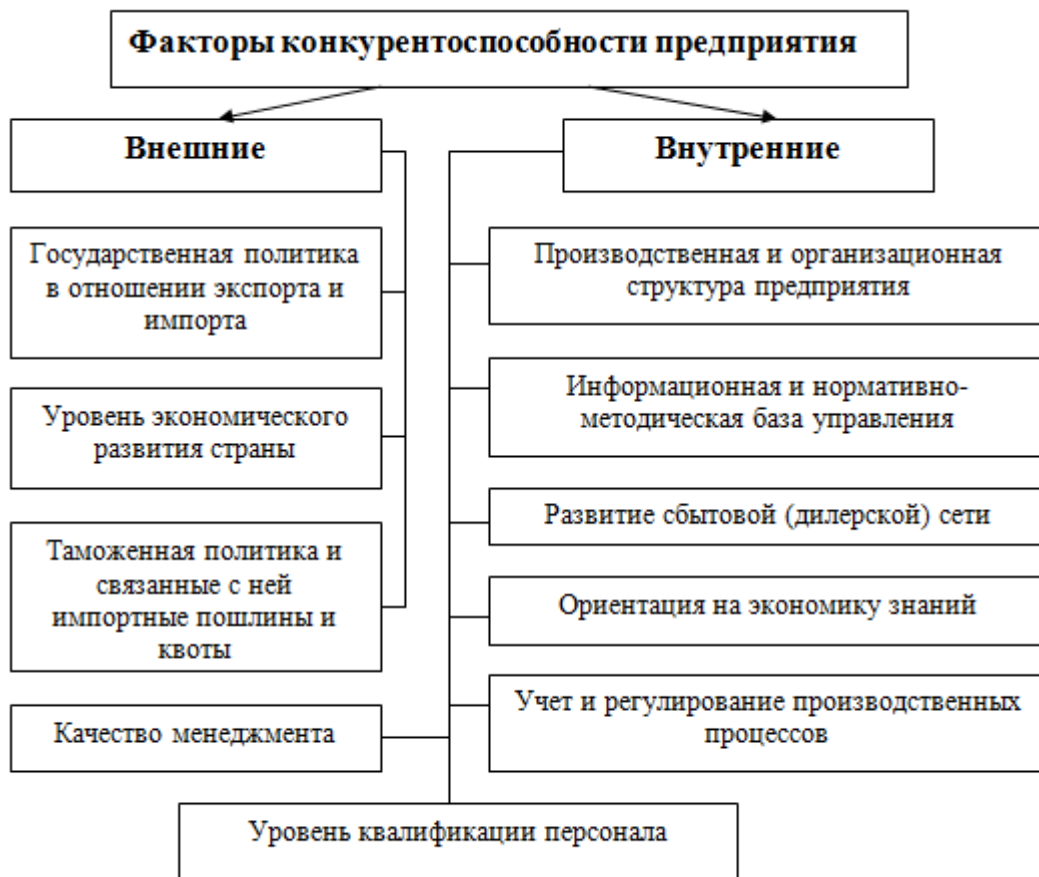 Факторы конкурентоспособности предприятия
Внешние
Внутренние
Государственная политика
в отношении экспорта и
импорта
Уровень экономического
развития страны
Таможенная политика и
связанные с ней
импортные пошлины и
квоты
Качество менеджмента
Производственная и организационная
структура предприятия
Информационная и нормативно-
методическая база управления
Развитие сбытовой (дилерской) сети
Ориентация на экономику знаний
Учет и регулирование производственных
процессов
Уровень квалификации персонала